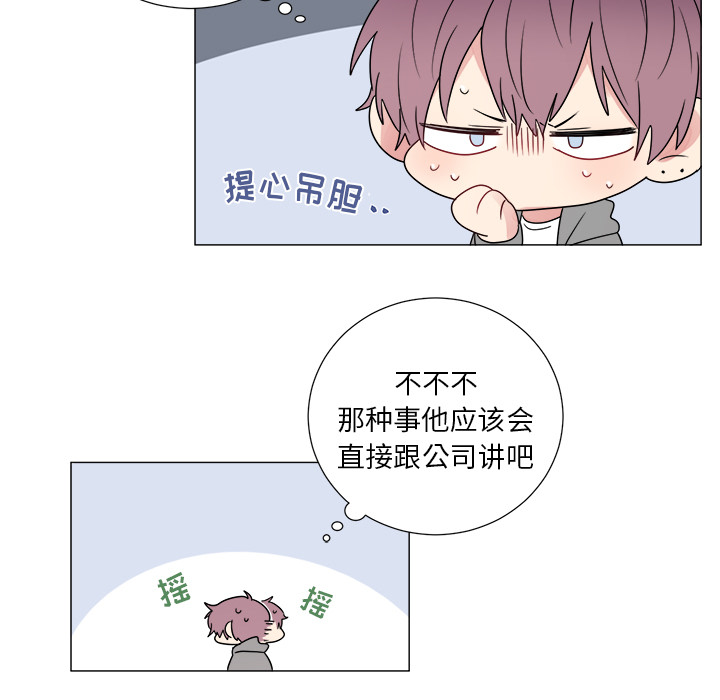 提心吊胆..
不不不
那种事他应该会
直接跟公司讲吧
摇
摇